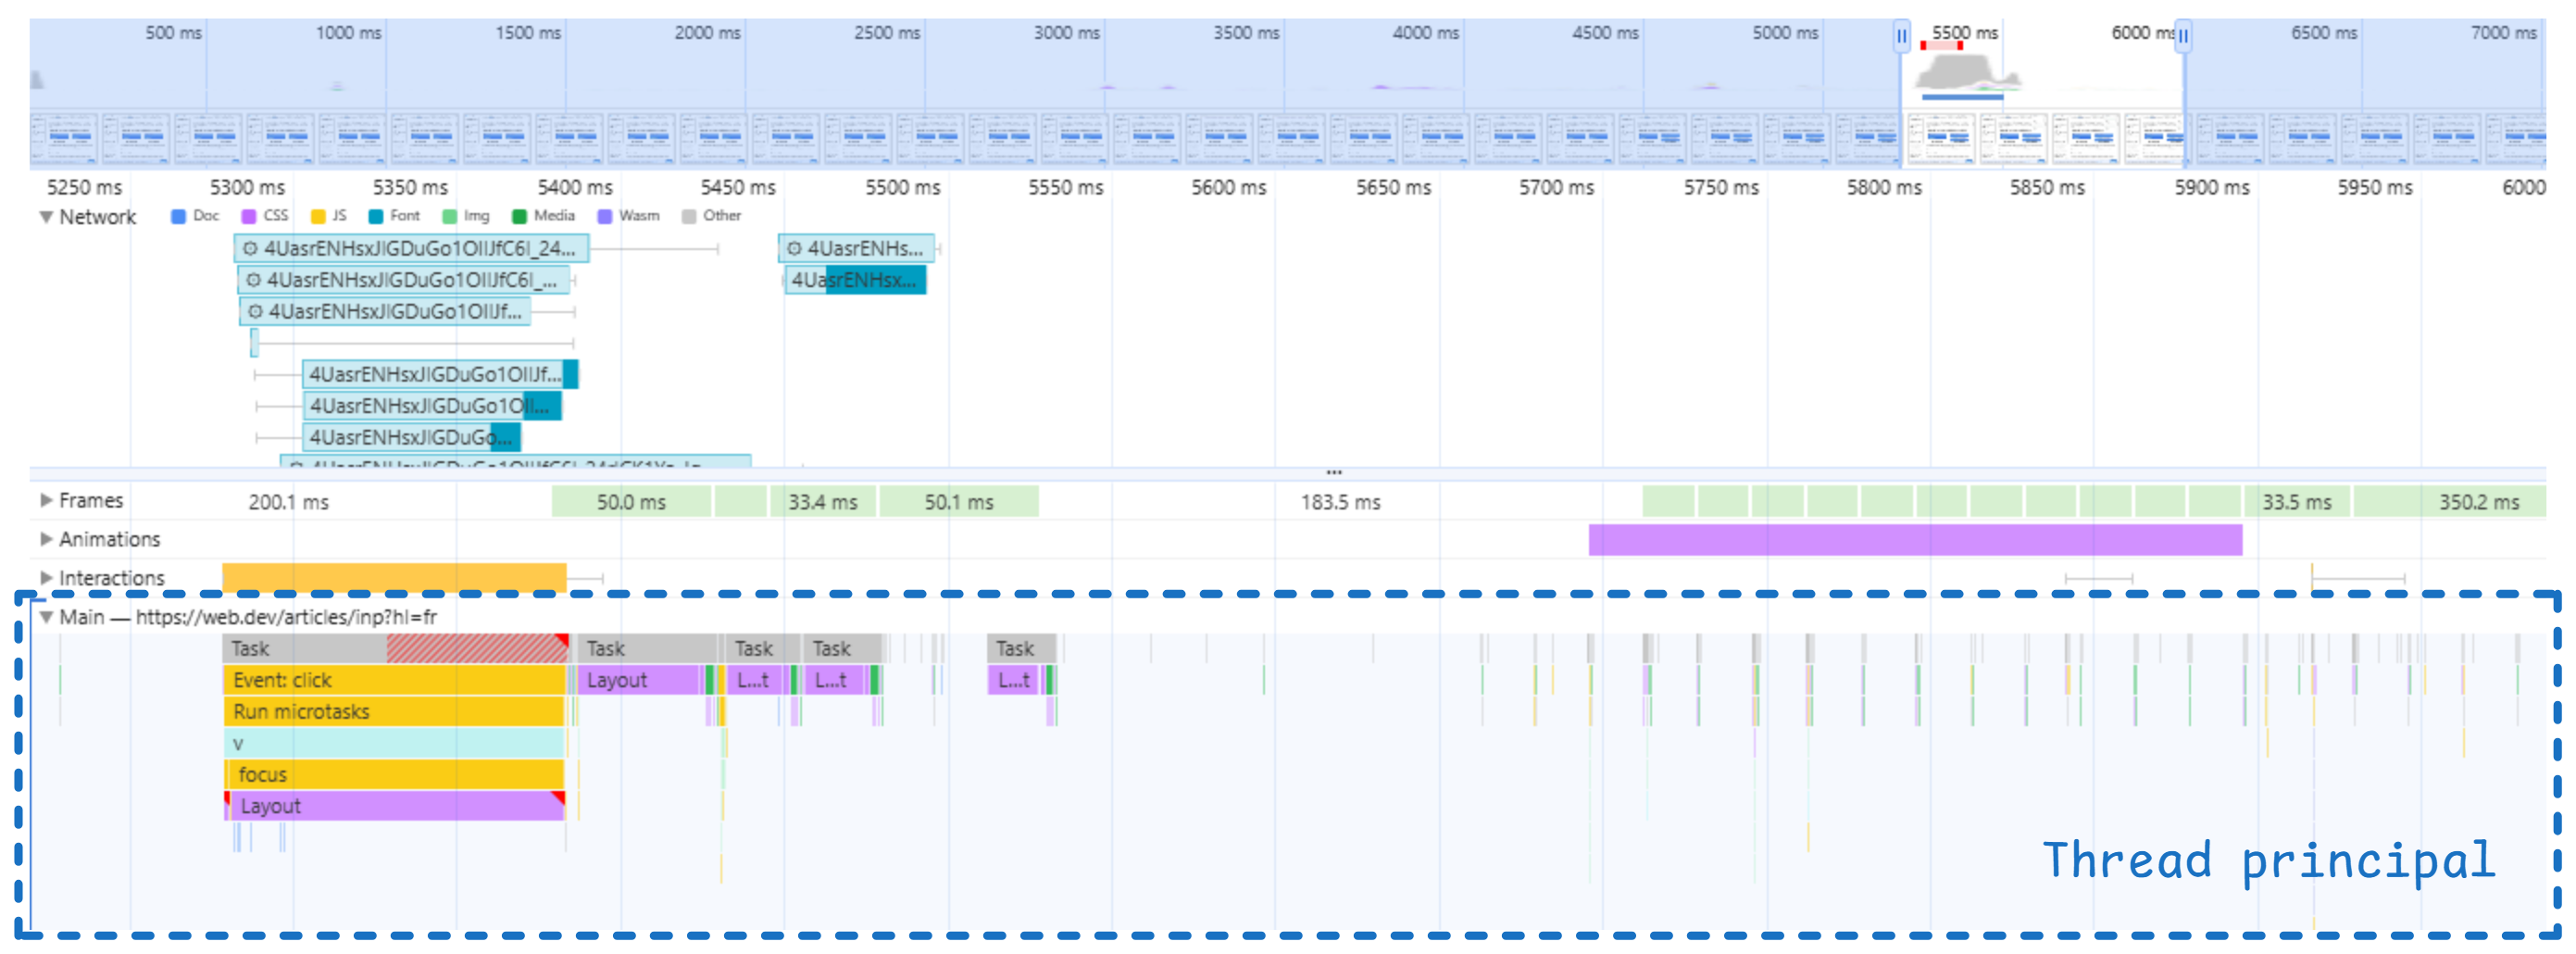 500 ms 1000 ms 1500 ms 2000 ms 2500 ms 3000 ms 3500 ms 4000 ms 4500 ms 5000 ms 5500 ms 6000 ms 6500 ms 7000 ms
5250 ms 5300 ms 5350 ms 5400 ms 5450 ms 5500 ms 5550 ms 5600 ms 5650 ms 5700 ms 5750 ms 5800 ms 5850 ms 5900 ms 5950 ms 6000
Network Doc CSS JS Font Img Media Wasm Other
4UasrENHsxJlGDuGo1OIlJfC6l_24... 4UasrENHs...
4UasrENHsxJlGDuGo1OIlJfC6l_... 4UasrENHsx...
4UasrENHsxJlGDuGo1OIlJf...
4UasrENHsxJlGDuGo1OIlJf...
4UasrENHsxJlGDuGo1OIl...
4UasrENHsxJlGDuGo...
Frames 200.1 ms 50.0 ms 33.4 ms 50.1 ms 183.5 ms 33.5 ms 350.2 ms
Animations
Interactions
Main — https://web.dev/articles/inp?hl=fr
Task Task Task Task Task
Event: click Layout L...t L...t L...t
Run microtasks
v
focus
Layout
Thread principal